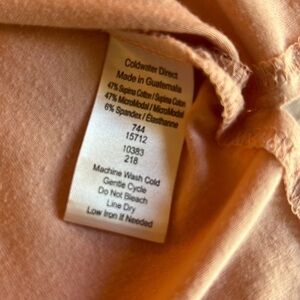 Coldwater Direct
Made in Guatemala
47% Supima Cotton / Supima Coton
47% MicroModal / MicroModal
6% Spandex / Élasthanne
744
15712
10383
218
Machine Wash Cold
Gentle Cycle
Do Not Bleach
Line Dry
Low Iron If Needed